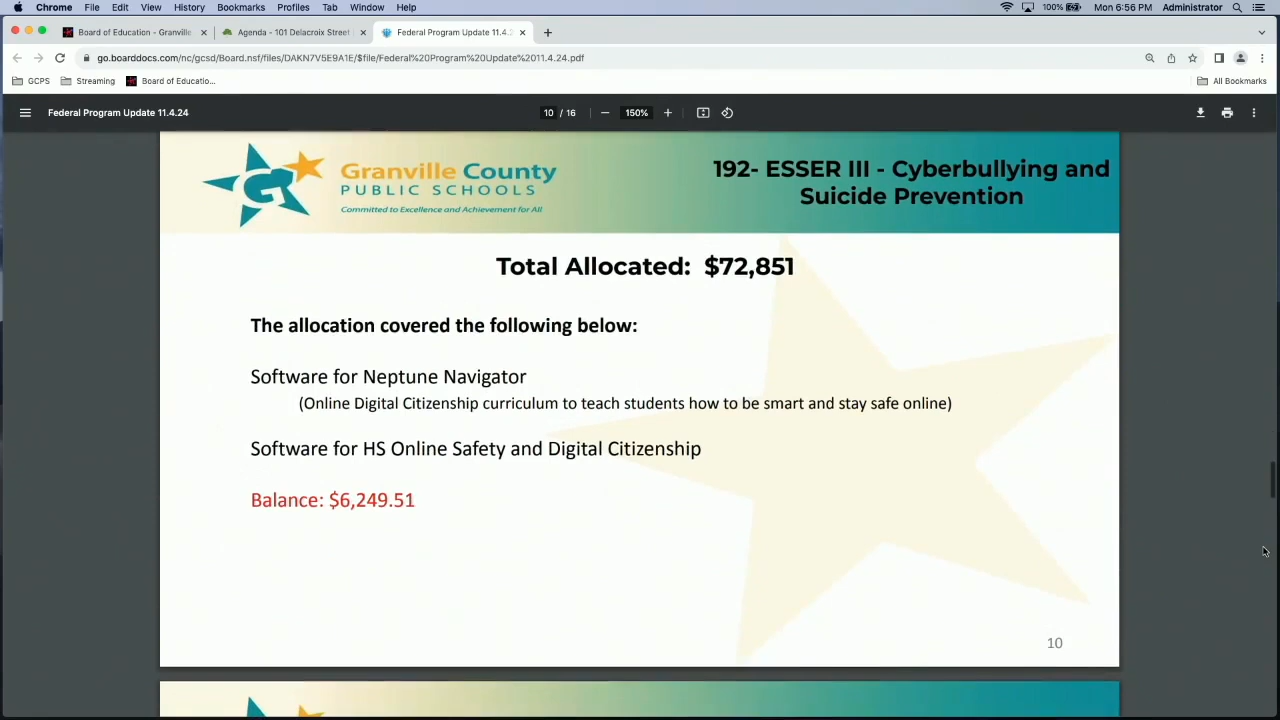 Chrome File Edit View History Bookmarks Profiles Tab Window Help 100% Mon 6:56 PM Administrator
Board of Education - Granville Agenda - 101 Delacroix Street Federal Program Update 11.4.2
go.boarddocs.com/nc/gcsd/Board.nsf/files/DAKN7V5E9A1E/$file/Federal%20Program%20Update%2011.4.24.pdf
GCPS Streaming Board of Educatio... All Bookmarks
Federal Program Update 11.4.24 10 / 16 150%
Granville County
PUBLIC SCHOOLS
Committed to Excellence and Achievement for All
192- ESSER III - Cyberbullying and
Suicide Prevention
Total Allocated: $72,851
The allocation covered the following below:
Software for Neptune Navigator
(Online Digital Citizenship curriculum to teach students how to be smart and stay safe online)
Software for HS Online Safety and Digital Citizenship
Balance: $6,249.51
10